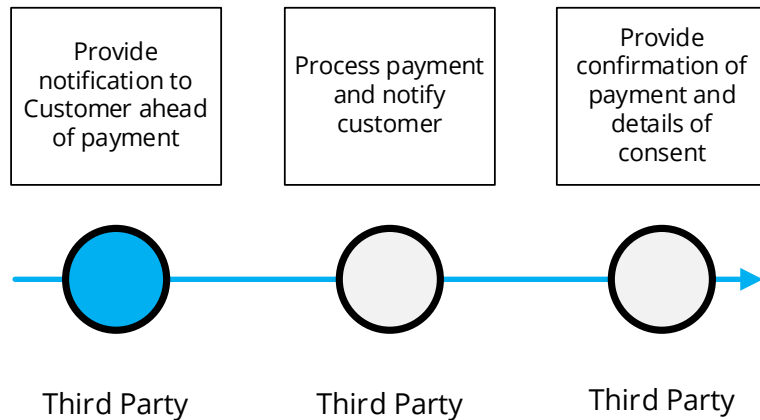 Provide
notification to
Customer ahead
of payment
Process payment
and notify
customer
Provide
confirmation of
payment and
details of
consent
Third Party
Third Party
Third Party